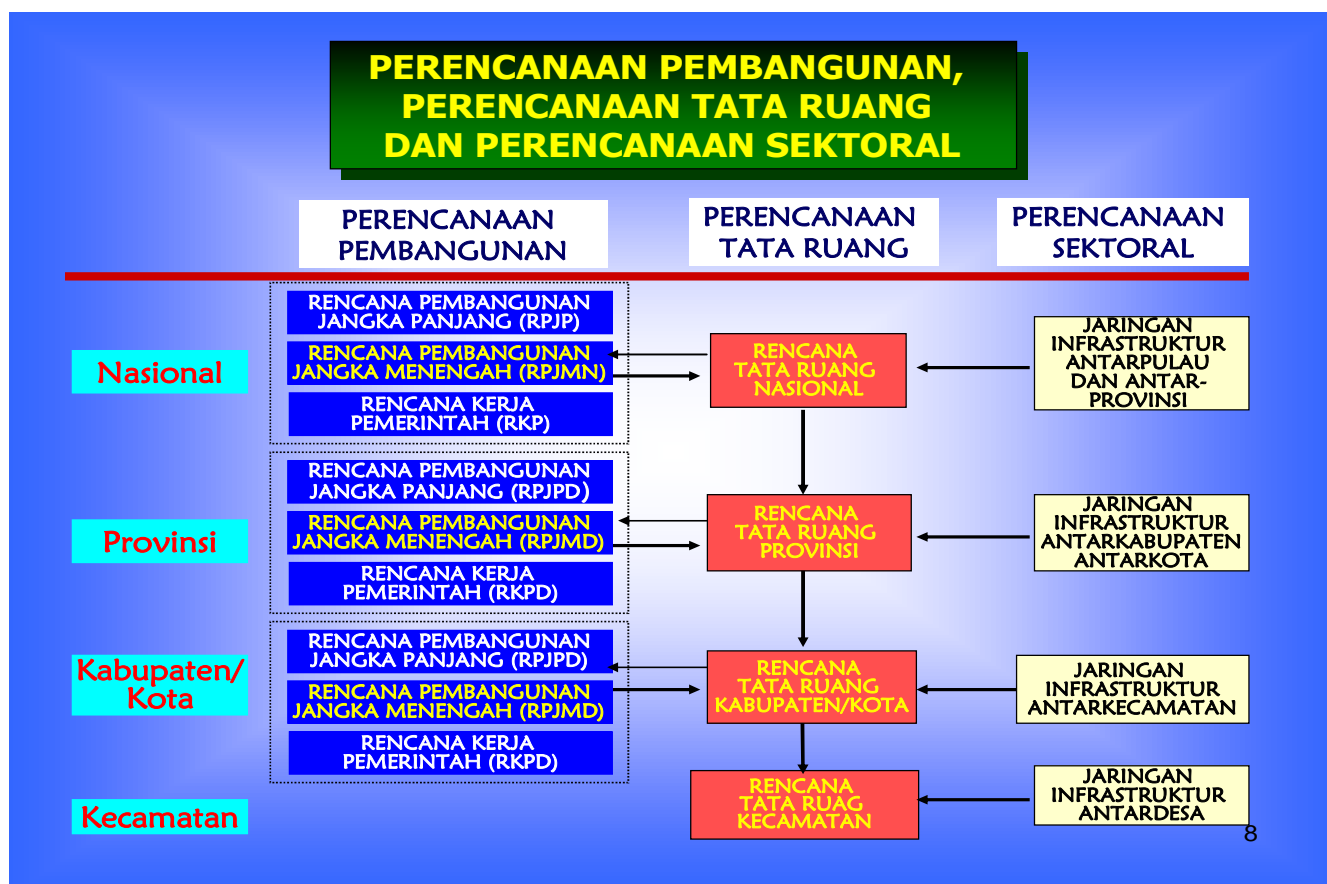 PERENCANAAN PEMBANGUNAN,
PERENCANAAN TATA RUANG
DAN PERENCANAAN SEKTORAL
PERENCANAAN
PEMBANGUNAN
PERENCANAAN
TATA RUANG
PERENCANAAN
SEKTORAL
Nasional
RENCANA PEMBANGUNAN
JANGKA PANJANG (RPJP)
RENCANA PEMBANGUNAN
JANGKA MENENGAH (RPJMN)
RENCANA KERJA
PEMERINTAH (RKP)
RENCANA
TATA RUANG
NASIONAL
JARINGAN
INFRASTRUKTUR
ANTARPULAU
DAN ANTAR-
PROVINSI
Provinsi
RENCANA PEMBANGUNAN
JANGKA PANJANG (RPJPD)
RENCANA PEMBANGUNAN
JANGKA MENENGAH (RPJMD)
RENCANA KERJA
PEMERINTAH (RKPD)
RENCANA
TATA RUANG
PROVINSI
JARINGAN
INFRASTRUKTUR
ANTARKABUPATEN
ANTARKOTA
Kabupaten/
Kota
RENCANA PEMBANGUNAN
JANGKA PANJANG (RPJPD)
RENCANA PEMBANGUNAN
JANGKA MENENGAH (RPJMD)
RENCANA KERJA
PEMERINTAH (RKPD)
RENCANA
TATA RUANG
KABUPATEN/KOTA
JARINGAN
INFRASTRUKTUR
ANTARKECAMATAN
Kecamatan
RENCANA
TATA RUAG
KECAMATAN
JARINGAN
INFRASTRUKTUR
ANTARDESA
8